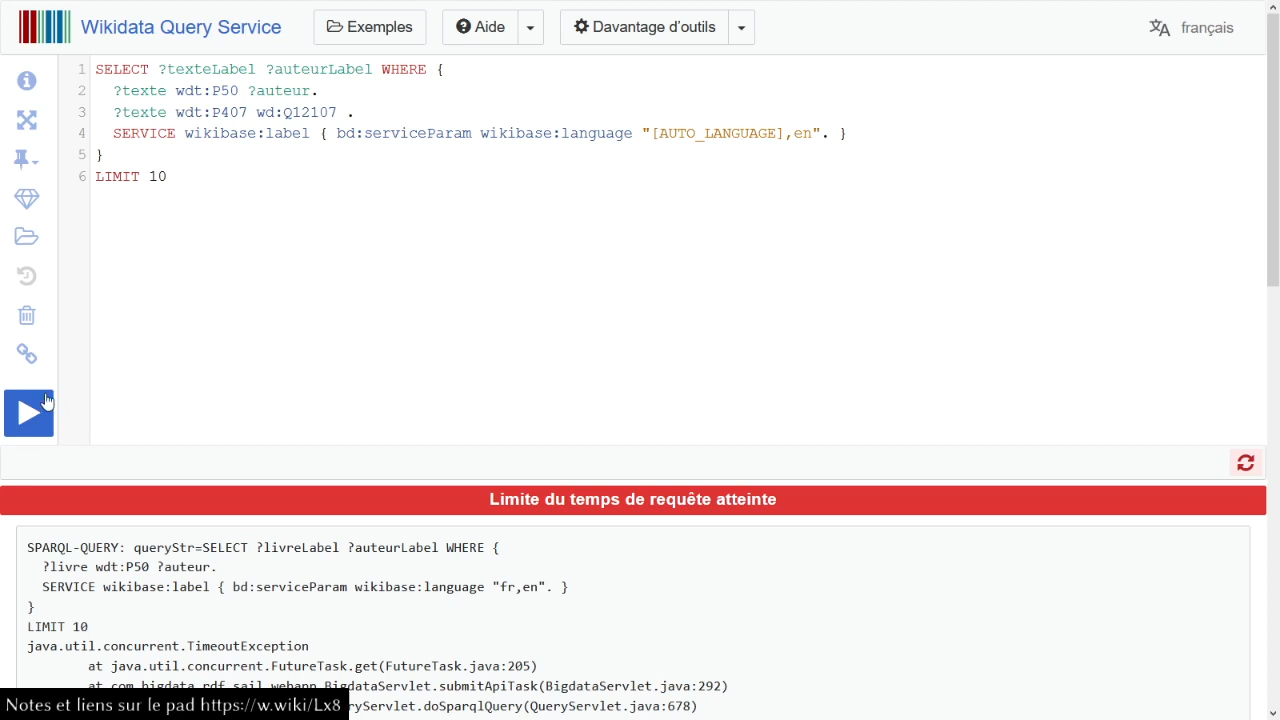 Wikidata Query Service
Exemples
Aide
Davantage d'outils
français
1 SELECT ?texteLabel ?auteurLabel WHERE {
2 ?texte wdt:P50 ?auteur.
3 ?texte wdt:P407 wd:Q12107 .
4 SERVICE wikibase:label { bd:serviceParam wikibase:language "[AUTO_LANGUAGE],en". }
5 }
6 LIMIT 10
Limite du temps de requête atteinte
SPARQL-QUERY: queryStr=SELECT ?livreLabel ?auteurLabel WHERE {
?livre wdt:P50 ?auteur.
SERVICE wikibase:label { bd:serviceParam wikibase:language "fr,en". }
}
LIMIT 10
java.util.concurrent.TimeoutException
at java.util.concurrent.FutureTask.get(FutureTask.java:205)
at com.bigdata.rdf.sail.webapp.BigdataServlet.submitApiTask(BigdataServlet.java:292)
ryServlet.doSparqlQuery(QueryServlet.java:678)
Notes et liens sur le pad https://w.wiki/Lx8